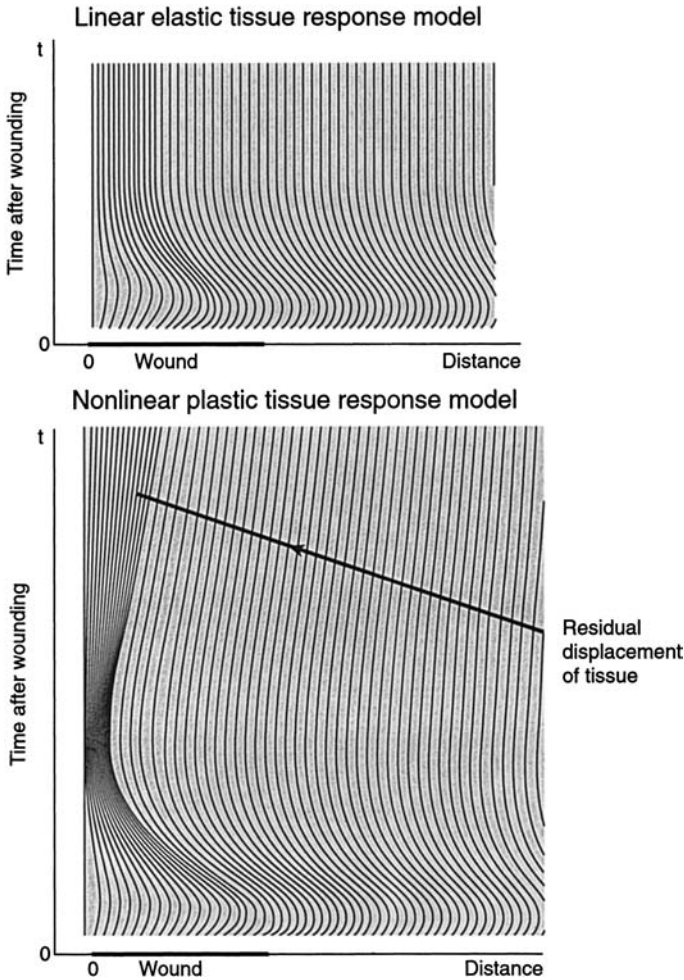 Linear elastic tissue response model
t
Time after wounding
0
0 Wound Distance
Nonlinear plastic tissue response model
t
Time after wounding
Residual
displacement
of tissue
0
0 Wound Distance